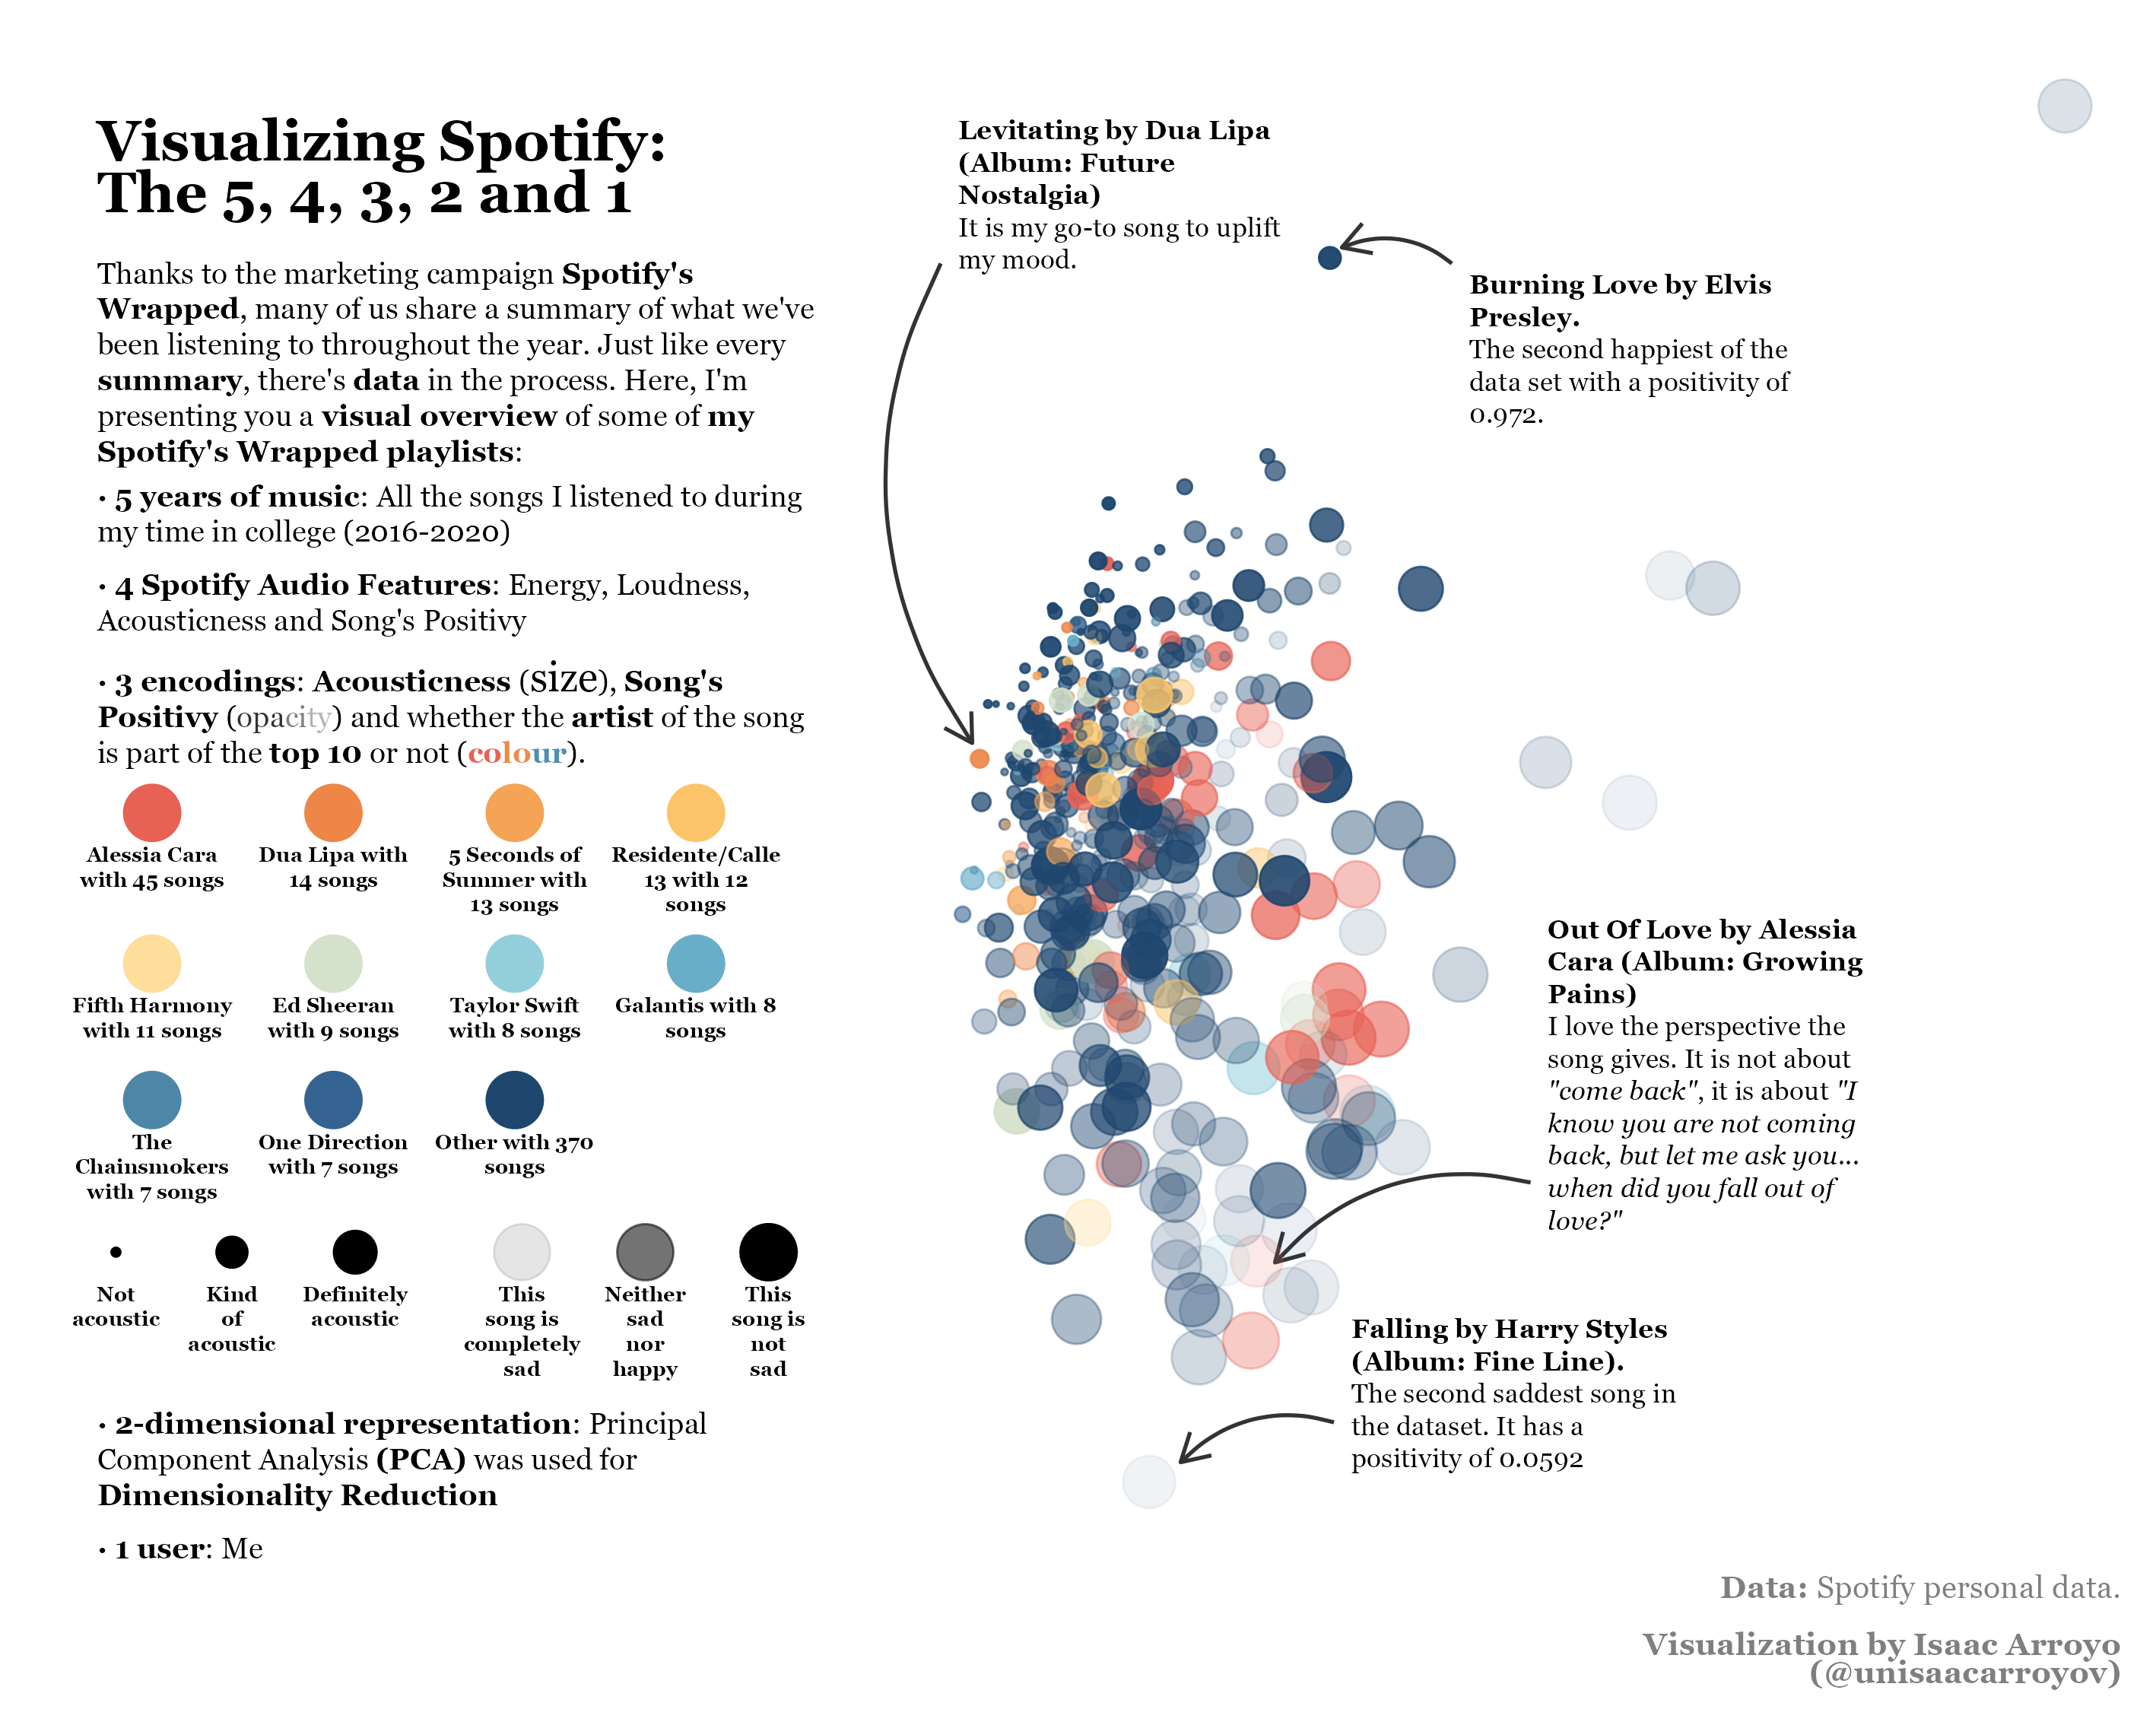 Visualizing Spotify:
The 5, 4, 3, 2 and 1
Thanks to the marketing campaign Spotify's
Wrapped, many of us share a summary of what we've
been listening to throughout the year. Just like every
summary, there's data in the process. Here, I'm
presenting you a visual overview of some of my
Spotify's Wrapped playlists:
· 5 years of music: All the songs I listened to during
my time in college (2016-2020)
· 4 Spotify Audio Features: Energy, Loudness,
Acousticness and Song's Positivy
· 3 encodings: Acousticness (size), Song's
Positivy (opacity) and whether the artist of the song
is part of the top 10 or not (colour).
Alessia Cara
with 45 songs
Dua Lipa with
14 songs
5 Seconds of
Summer with
13 songs
Residente/Calle
13 with 12
songs
Fifth Harmony
with 11 songs
Ed Sheeran
with 9 songs
Taylor Swift
with 8 songs
Galantis with 8
songs
The
Chainsmokers
with 7 songs
One Direction
with 7 songs
Other with 370
songs
Not
acoustic
Kind
of
acoustic
Definitely
acoustic
This
song is
completely
sad
Neither
sad
nor
happy
This
song is
not
sad
· 2-dimensional representation: Principal
Component Analysis (PCA) was used for
Dimensionality Reduction
· 1 user: Me
Levitating by Dua Lipa
(Album: Future
Nostalgia)
It is my go-to song to uplift
my mood.
Burning Love by Elvis
Presley.
The second happiest of the
data set with a positivity of
0.972.
Out Of Love by Alessia
Cara (Album: Growing
Pains)
I love the perspective the
song gives. It is not about
"come back", it is about "I
know you are not coming
back, but let me ask you...
when did you fall out of
love?"
Falling by Harry Styles
(Album: Fine Line).
The second saddest song in
the dataset. It has a
positivity of 0.0592
Data: Spotify personal data.
Visualization by Isaac Arroyo
(@unisaacarroyov)